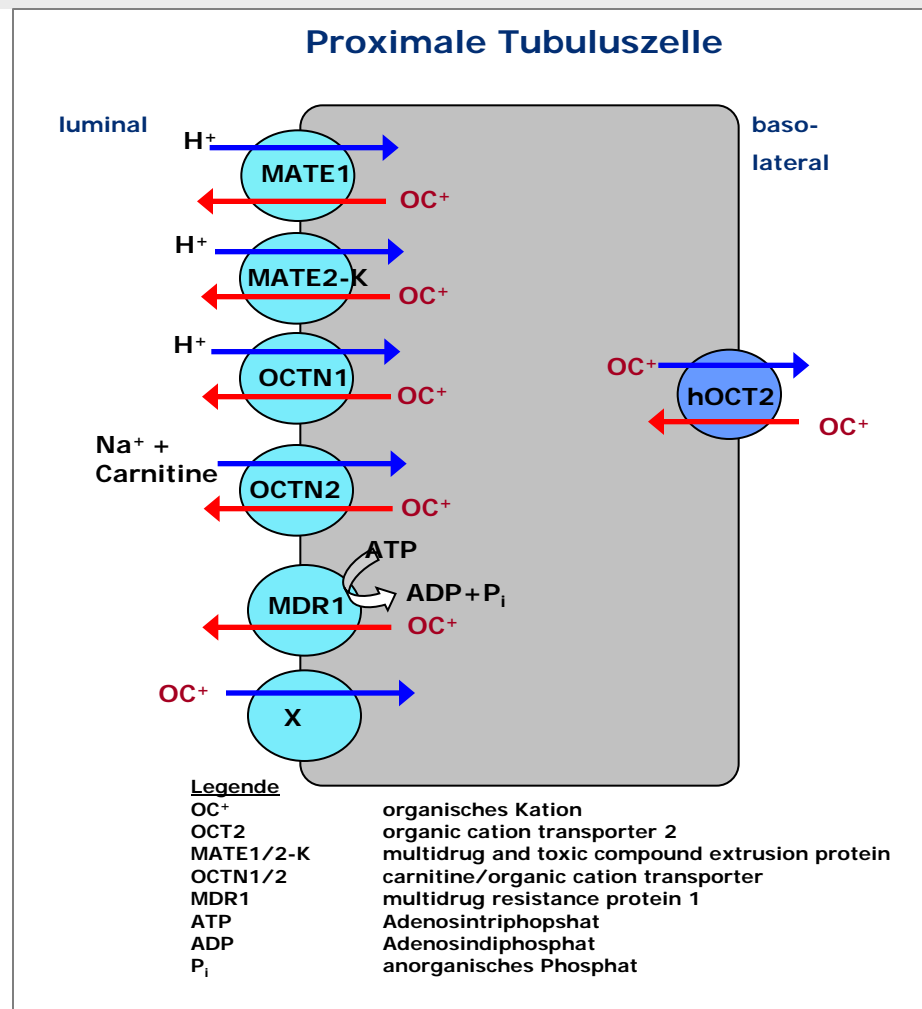 Proximale Tubuluszelle
luminal
baso-
lateral
H⁺
MATE1
OC⁺
H⁺
MATE2-K
OC⁺
H⁺
OCTN1
OC⁺
OC⁺
hOCT2
OC⁺
Na⁺ +
Carnitine
OCTN2
OC⁺
ATP
MDR1
ADP+Pᵢ
OC⁺
OC⁺
X
Legende
OC⁺ organisches Kation
OCT2 organic cation transporter 2
MATE1/2-K multidrug and toxic compound extrusion protein
OCTN1/2 carnitine/organic cation transporter
MDR1 multidrug resistance protein 1
ATP Adenosintriphopshat
ADP Adenosindiphosphat
Pᵢ anorganisches Phosphat